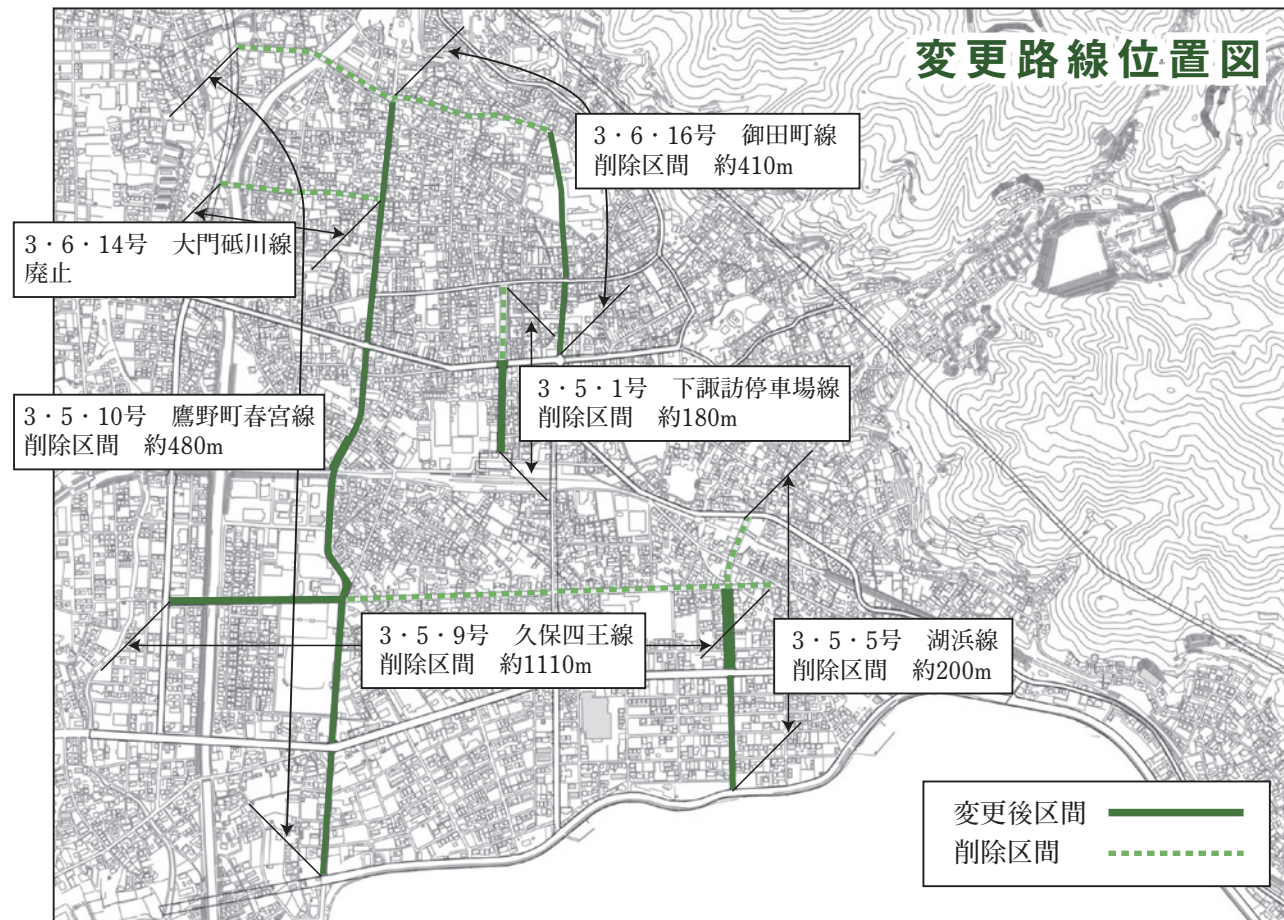 変更路線位置図
3・6・16号　御田町線
削除区間　約410m
3・6・14号　大門砥川線
廃止
3・5・10号　鷹野町春宮線
削除区間　約480m
3・5・1号　下諏訪停車場線
削除区間　約180m
3・5・9号　久保四王線
削除区間　約1110m
3・5・5号　湖浜線
削除区間　約200m
変更後区間
削除区間